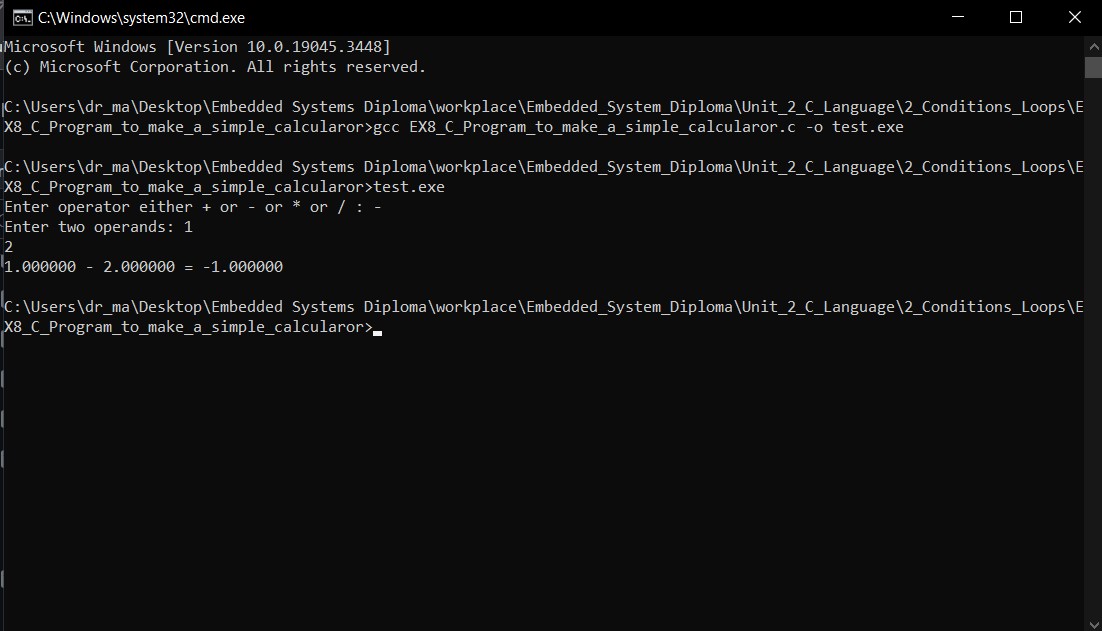 C:\Windows\system32\cmd.exe
Microsoft Windows [Version 10.0.19045.3448]
(c) Microsoft Corporation. All rights reserved.
C:\Users\dr_ma\Desktop\Embedded Systems Diploma\workplace\Embedded_System_Diploma\Unit_2_C_Language\2_Conditions_Loops\E
X8_C_Program_to_make_a_simple_calcularor>gcc EX8_C_Program_to_make_a_simple_calcularor.c -o test.exe
C:\Users\dr_ma\Desktop\Embedded Systems Diploma\workplace\Embedded_System_Diploma\Unit_2_C_Language\2_Conditions_Loops\E
X8_C_Program_to_make_a_simple_calcularor>test.exe
Enter operator either + or - or * or / : -
Enter two operands: 1
2
1.000000 - 2.000000 = -1.000000
C:\Users\dr_ma\Desktop\Embedded Systems Diploma\workplace\Embedded_System_Diploma\Unit_2_C_Language\2_Conditions_Loops\E
X8_C_Program_to_make_a_simple_calcularor>